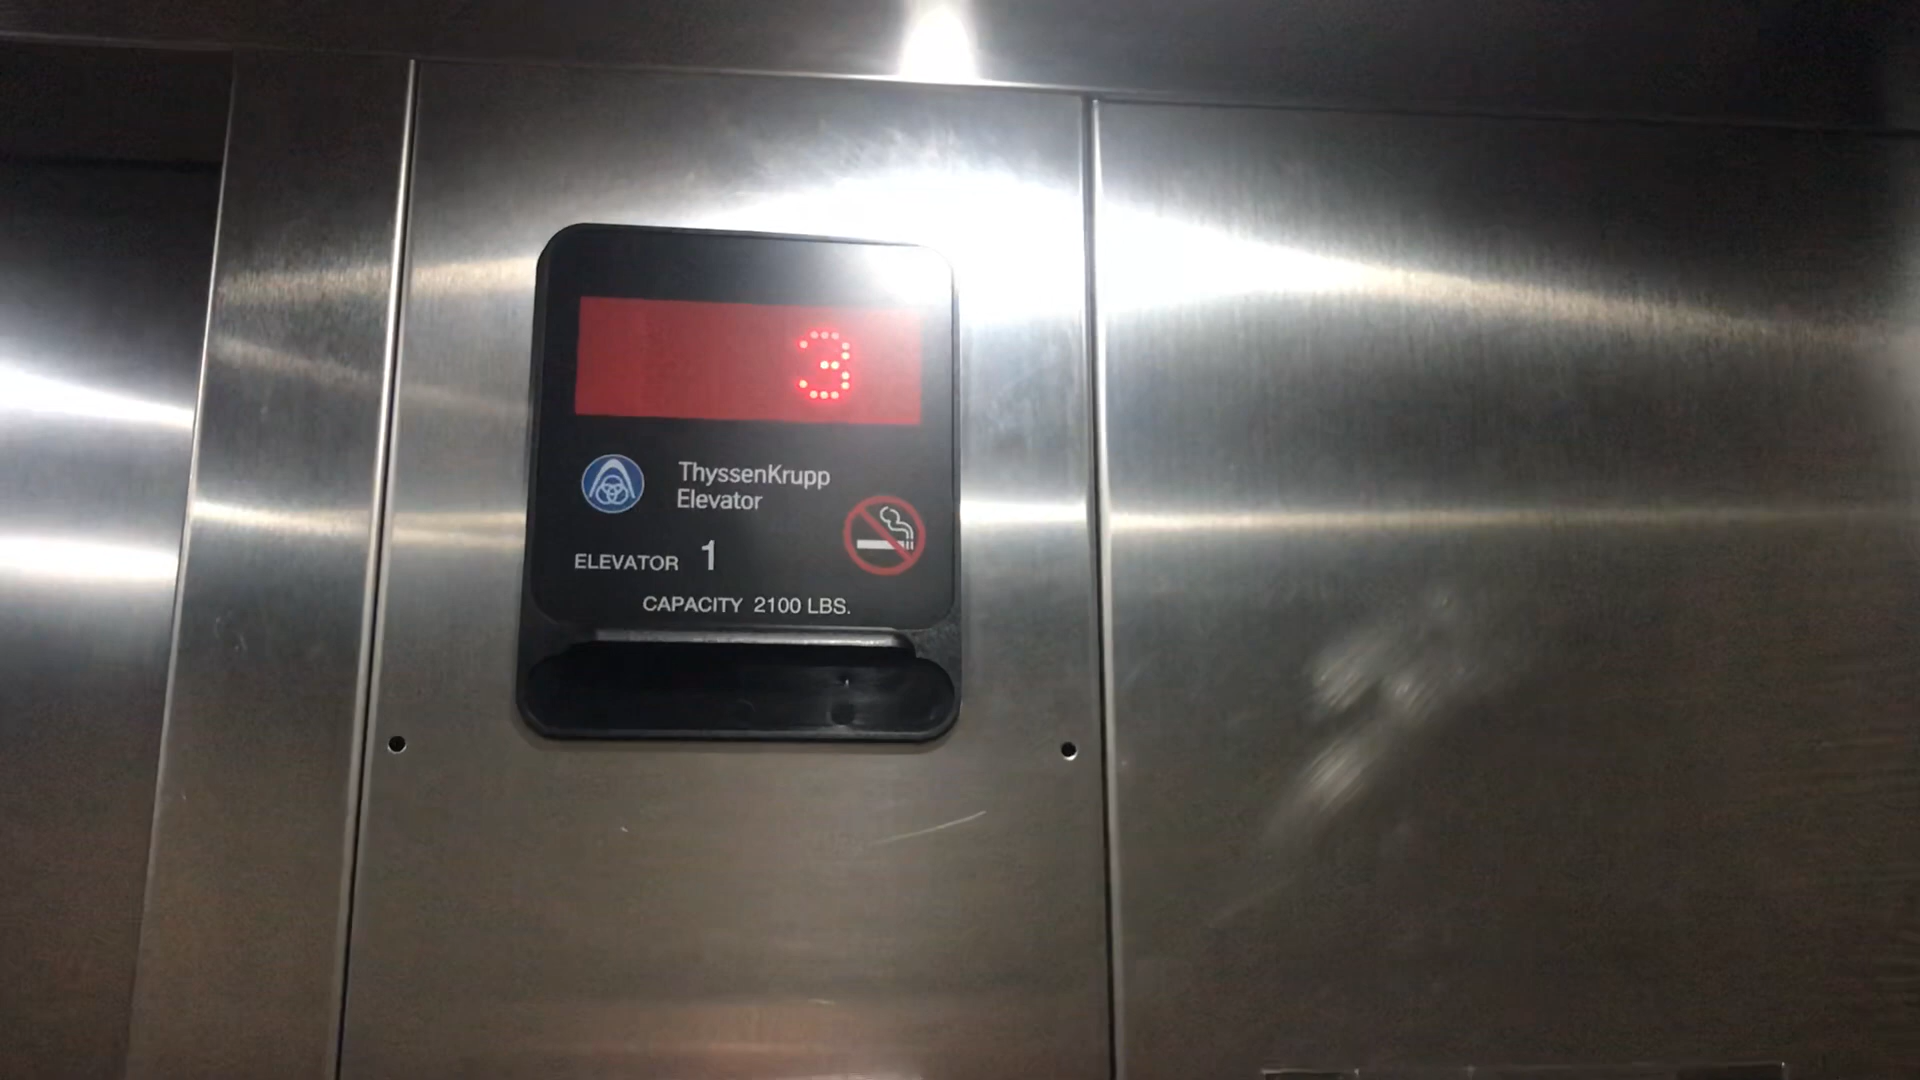 3
ThyssenKrupp
Elevator
ELEVATOR 1
CAPACITY 2100 LBS.